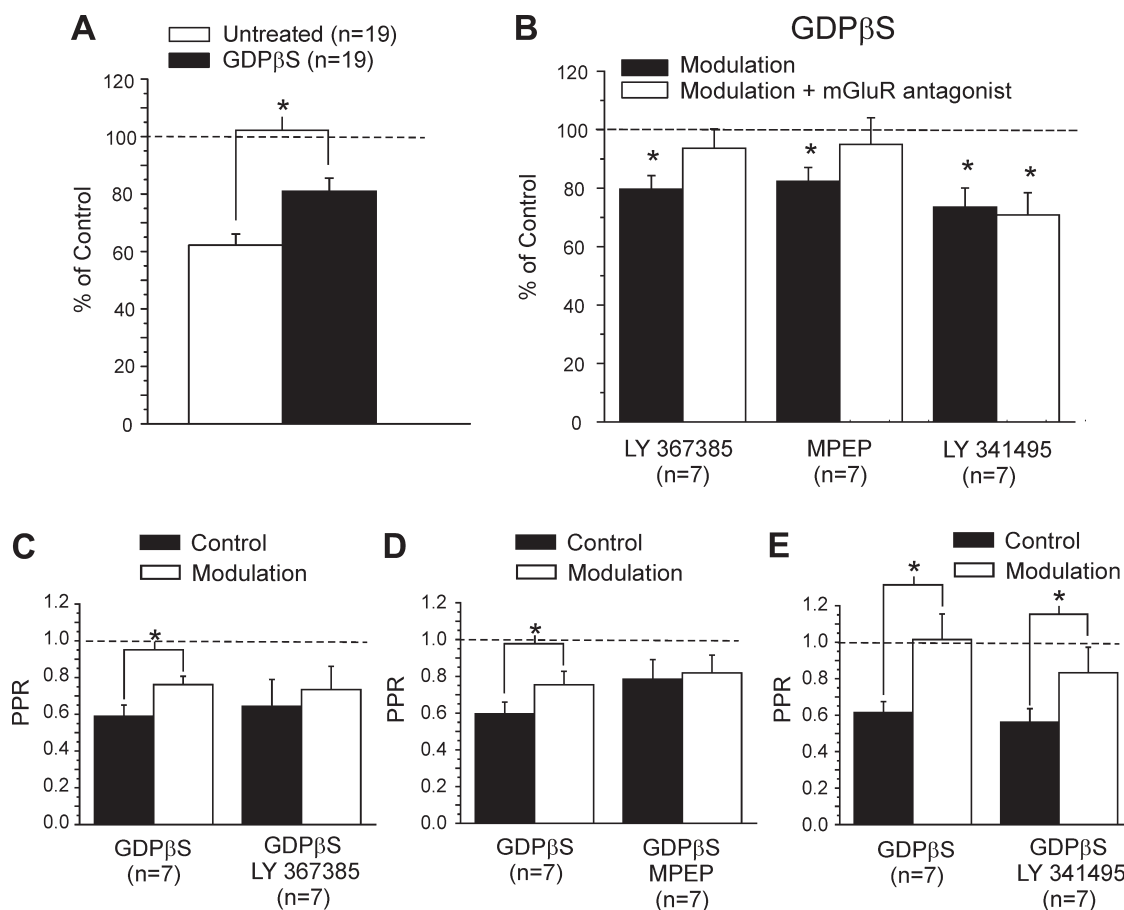 A
Untreated (n=19)
GDPβS (n=19)
120
100
80
60
40
20
0
% of Control
*
B
GDPβS
Modulation
Modulation + mGluR antagonist
120
100
80
60
40
20
0
% of Control
*
*
*
*
LY 367385
(n=7)
MPEP
(n=7)
LY 341495
(n=7)
C
Control
Modulation
1.2
1.0
0.8
0.6
0.4
0.2
0.0
PPR
*
GDPβS
(n=7)
GDPβS
LY 367385
(n=7)
D
Control
Modulation
1.2
1.0
0.8
0.6
0.4
0.2
0.0
PPR
*
GDPβS
(n=7)
GDPβS
MPEP
(n=7)
E
Control
Modulation
1.2
1.0
0.8
0.6
0.4
0.2
0.0
PPR
*
*
GDPβS
(n=7)
GDPβS
LY 341495
(n=7)